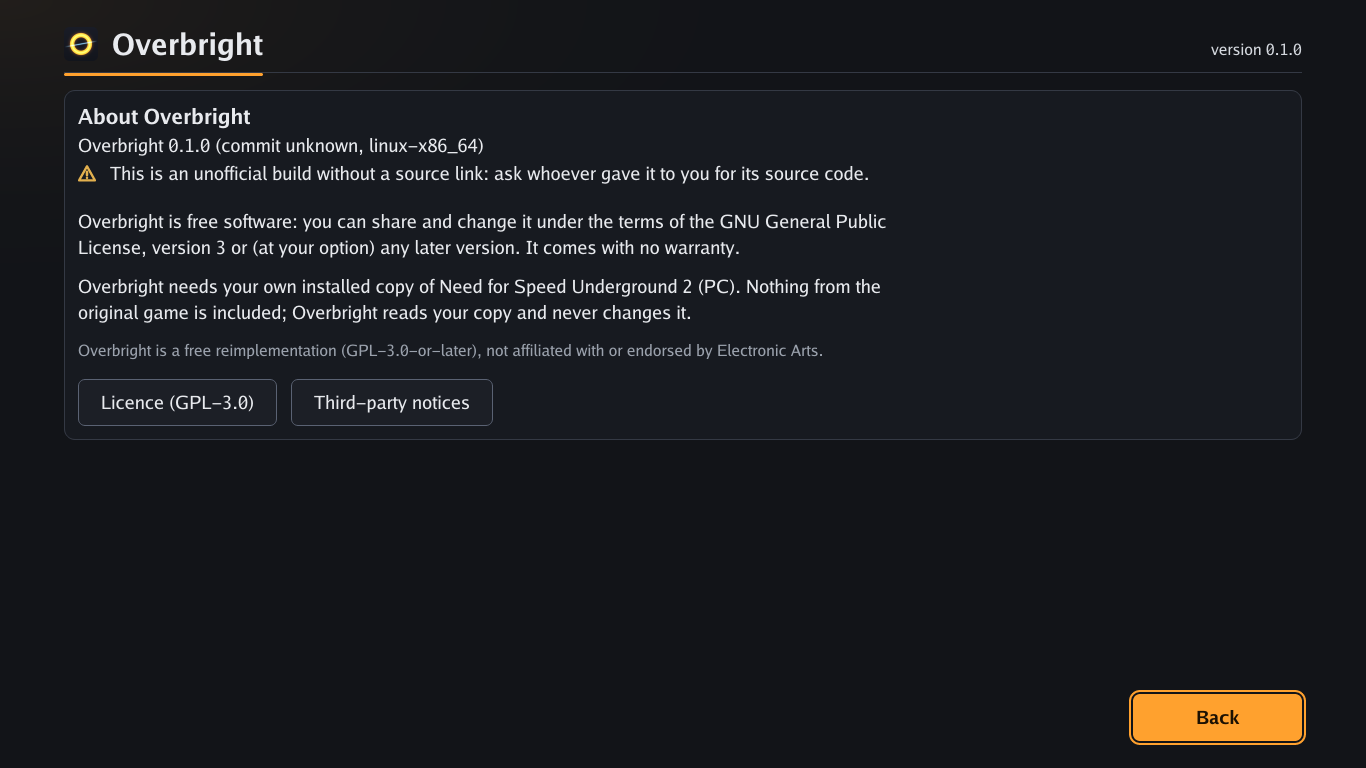 Overbright
version 0.1.0
About Overbright
Overbright 0.1.0 (commit unknown, linux-x86_64)
This is an unofficial build without a source link: ask whoever gave it to you for its source code.
Overbright is free software: you can share and change it under the terms of the GNU General Public
License, version 3 or (at your option) any later version. It comes with no warranty.
Overbright needs your own installed copy of Need for Speed Underground 2 (PC). Nothing from the
original game is included; Overbright reads your copy and never changes it.
Overbright is a free reimplementation (GPL-3.0-or-later), not affiliated with or endorsed by Electronic Arts.
Licence (GPL-3.0)
Third-party notices
Back